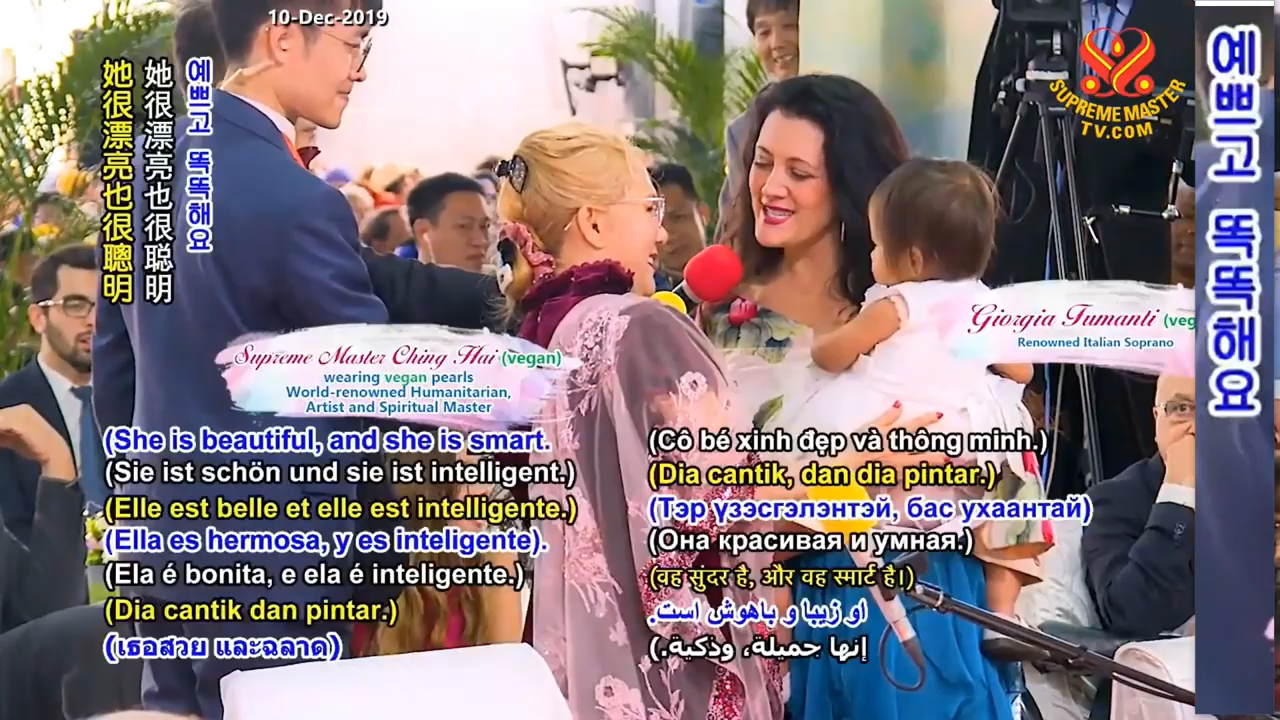 10-Dec-2019
SUPREME MASTER
TV.COM
예쁘고 똑똑해요
她很漂亮也很聪明
她很漂亮也很聰明
예쁘고 똑똑해요
Supreme Master Ching Hai (vegan)
wearing vegan pearls
World-renowned Humanitarian,
Artist and Spiritual Master
Giorgia Fumanti (veg
Renowned Italian Soprano
(She is beautiful, and she is smart.
(Sie ist schön und sie ist intelligent.)
(Elle est belle et elle est intelligente.)
(Ella es hermosa, y es inteligente).
(Ela é bonita, e ela é inteligente.)
(Dia cantik dan pintar.)
(เธอสวย และฉลาด)
(Cô bé xinh đẹp và thông minh.)
(Dia cantik, dan dia pintar.)
(Тэр үзэсгэлэнтэй, бас ухаантай)
(Она красивая и умная.)
(वह सुंदर है, और वह स्मार्ट है।)
او زیبا و باهوش است.
إنها جميلة، وذكية.)